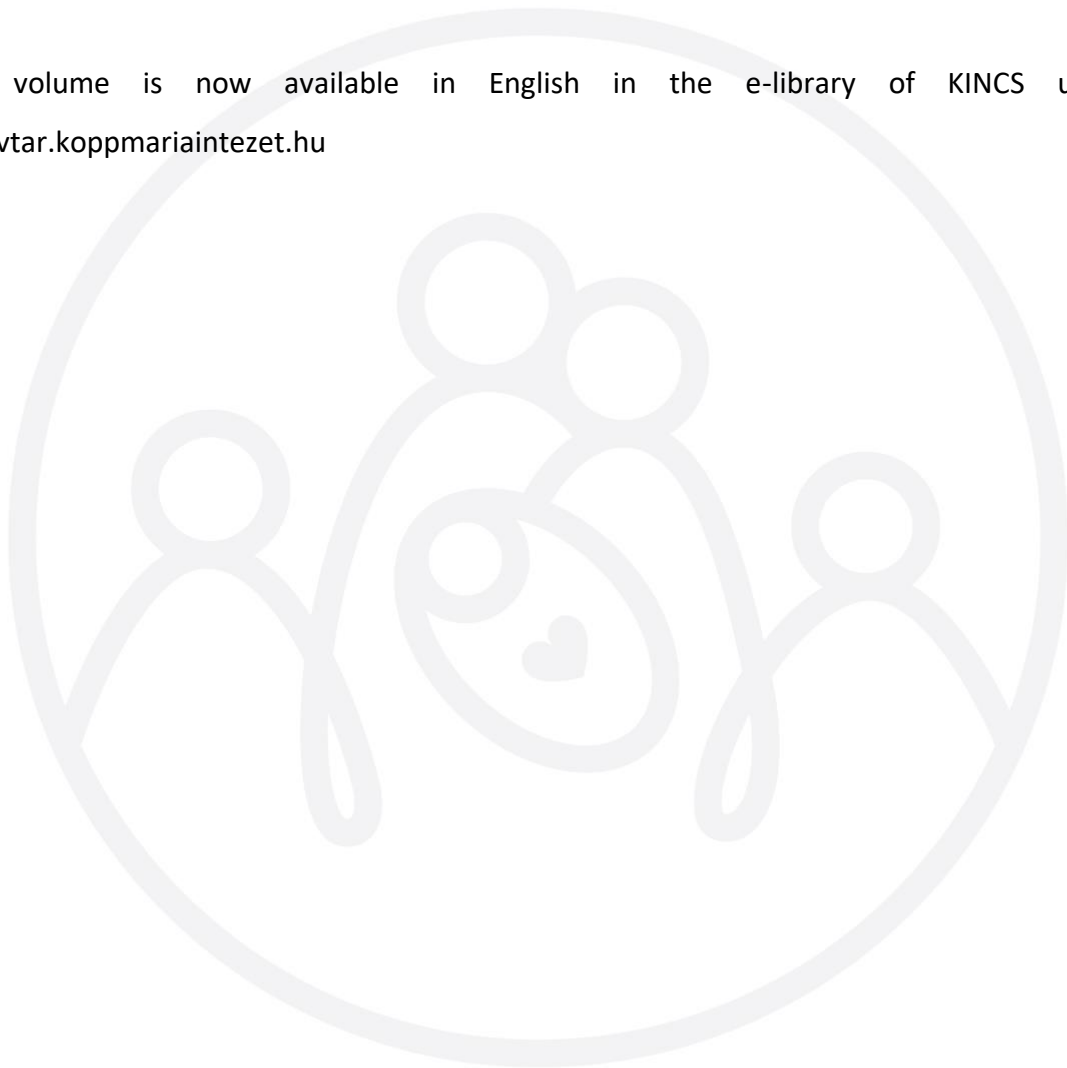 volume is now available in English in the e-library of KINCS u
vtar.koppmariaintezet.hu